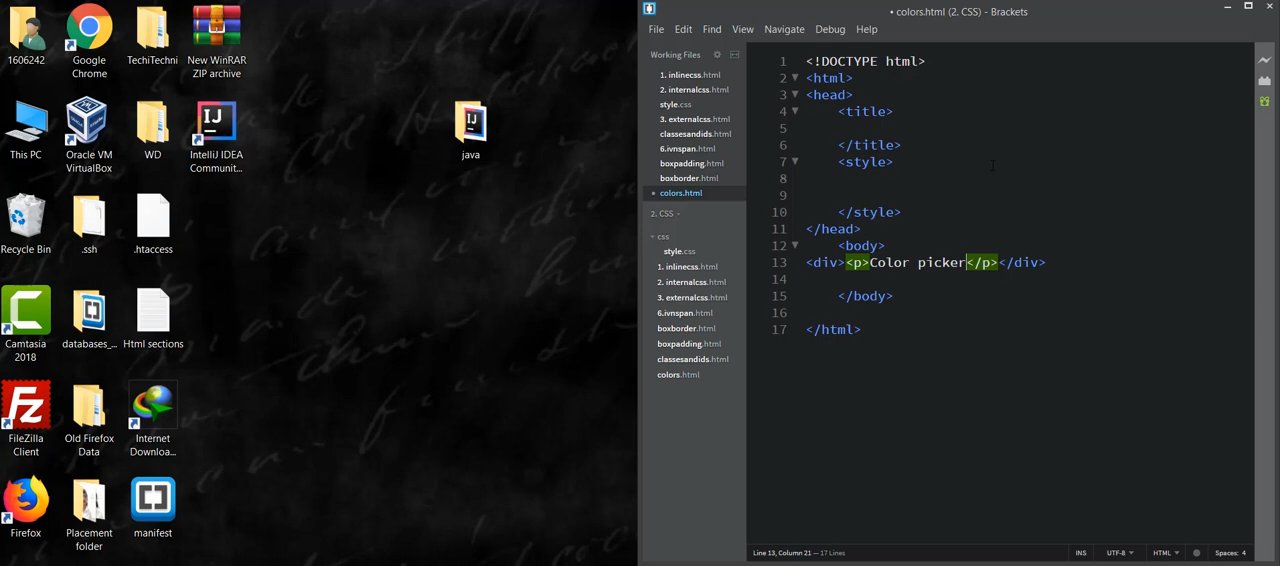 1606242
Google Chrome
TechiTechni
New WinRAR ZIP archive
This PC
Oracle VM VirtualBox
WD
IntelliJ IDEA Communit...
java
Recycle Bin
.ssh
.htaccess
Camtasia 2018
databases_...
Html sections
FileZilla Client
Old Firefox Data
Internet Downloa...
Firefox
Placement folder
manifest
• colors.html (2. CSS) - Brackets
File Edit Find View Navigate Debug Help
Working Files
1. inlinecss.html
2. internalcss.html
style.css
3. externalcss.html
classesandids.html
6.ivnspan.html
boxpadding.html
boxborder.html
colors.html
2. CSS
css
style.css
1. inlinecss.html
2. internalcss.html
3. externalcss.html
6.ivnspan.html
boxborder.html
boxpadding.html
classesandids.html
colors.html
1 <!DOCTYPE html>
2 <html>
3 <head>
4 <title>
5
6 </title>
7 <style>
8
9
10 </style>
11 </head>
12 <body>
13 <div><p>Color picker</p></div>
14
15 </body>
16
17 </html>
Line 13, Column 21 — 17 Lines
INS UTF-8 HTML Spaces: 4